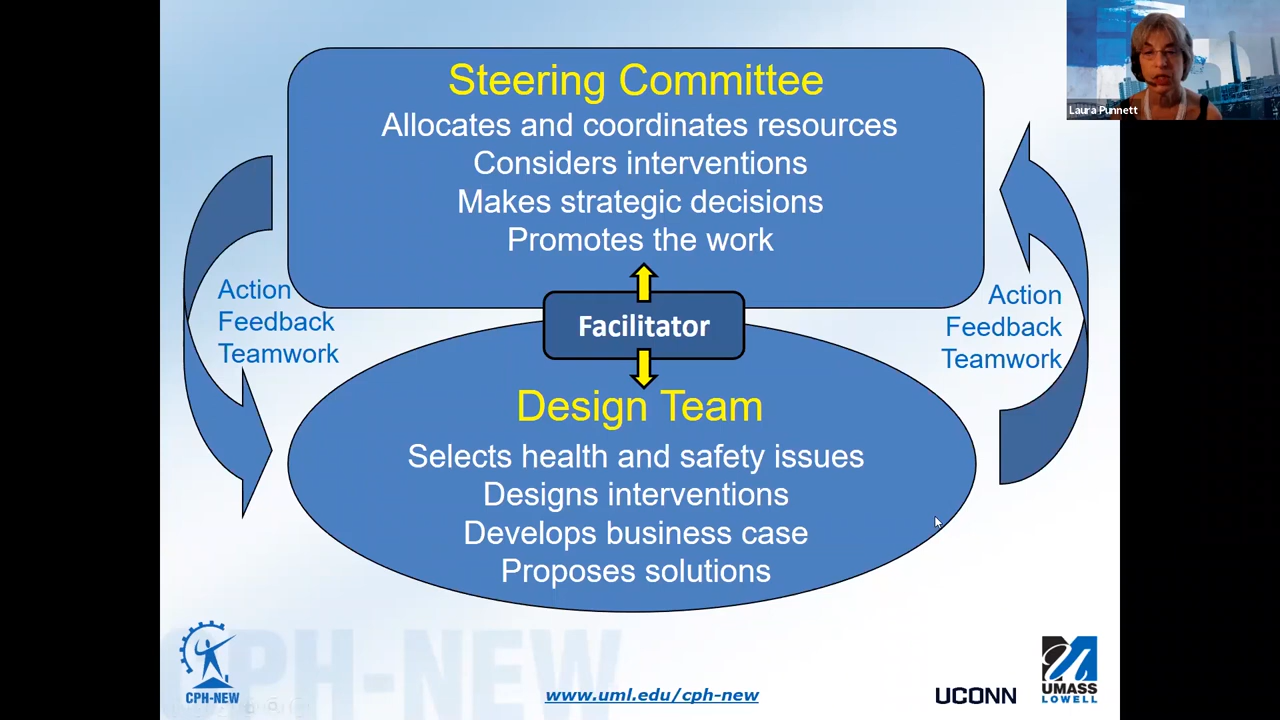 Steering Committee
Allocates and coordinates resources
Considers interventions
Makes strategic decisions
Promotes the work
Laura Punnett
Action
Feedback
Teamwork
Facilitator
Action
Feedback
Teamwork
Design Team
Selects health and safety issues
Designs interventions
Develops business case
Proposes solutions
CPH-NEW
CPH-NEW
www.uml.edu/cph-new
UCONN
UMASS
LOWELL